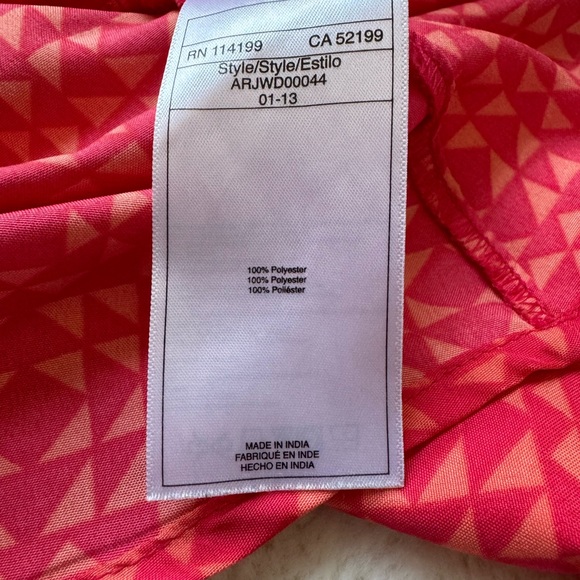 RN 114199 CA 52199
Style/Style/Estilo
ARJWD00044
01-13
100% Polyester
100% Polyester
100% Poliéster
MADE IN INDIA
FABRIQUÉ EN INDE
HECHO EN INDIA